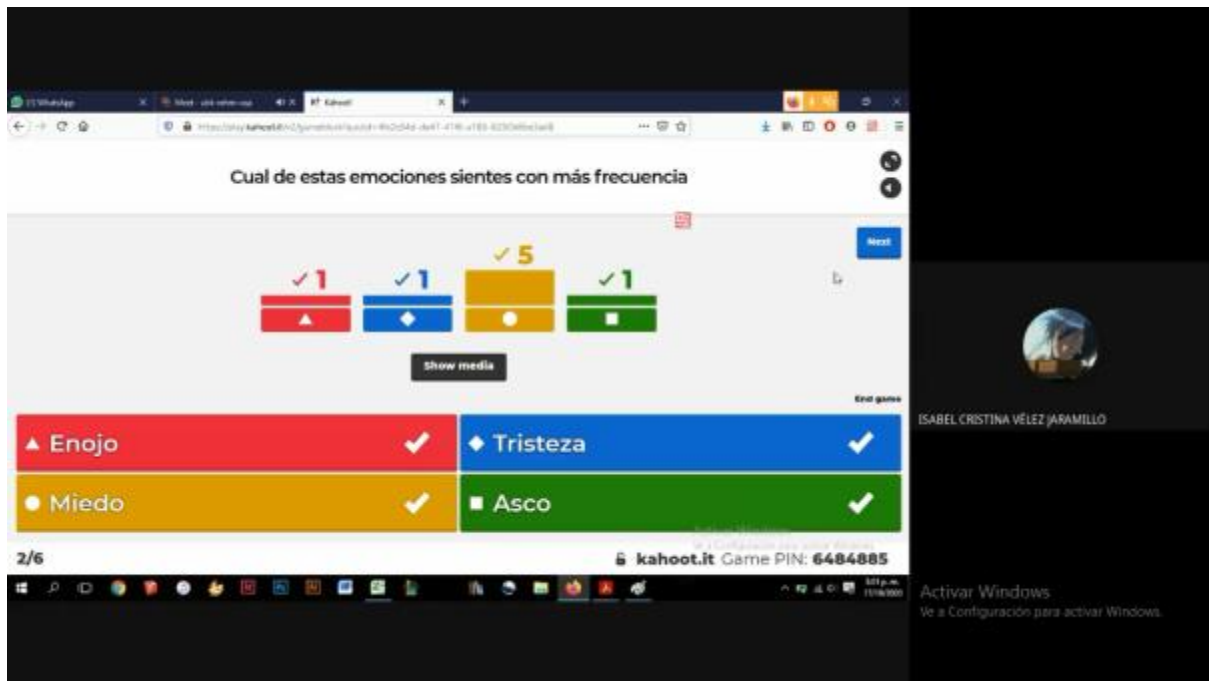 WhatsApp
Kahoot!
Cual de estas emociones sientes con más frecuencia
Next
1
1
5
1
Show media
End game
Enojo
Tristeza
Miedo
Asco
2/6
kahoot.it Game PIN: 6484885
ISABEL CRISTINA VÉLEZ JARAMILLO
Activar Windows
Ve a Configuración para activar Windows.